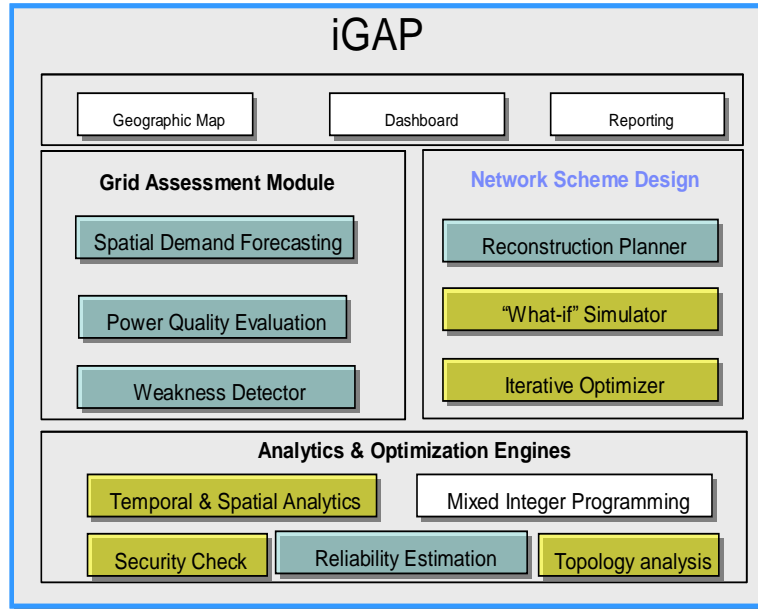 iGAP
Geographic Map
Dashboard
Reporting
Grid Assessment Module
Spatial Demand Forecasting
Power Quality Evaluation
Weakness Detector
Network Scheme Design
Reconstruction Planner
“What-if” Simulator
Iterative Optimizer
Analytics & Optimization Engines
Temporal & Spatial Analytics
Mixed Integer Programming
Security Check
Reliability Estimation
Topology analysis